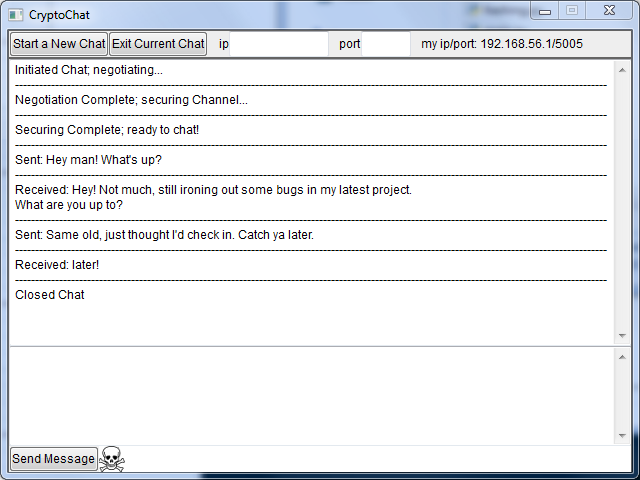 CryptoChat
Start a New Chat Exit Current Chat ip port my ip/port: 192.168.56.1/5005
Initiated Chat; negotiating...
Negotiation Complete; securing Channel...
Securing Complete; ready to chat!
Sent: Hey man! What's up?
Received: Hey! Not much, still ironing out some bugs in my latest project.
What are you up to?
Sent: Same old, just thought I'd check in. Catch ya later.
Received: later!
Closed Chat
Send Message